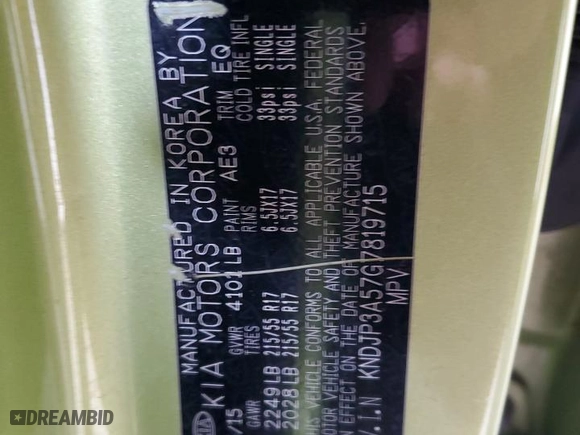 MANUFACTURED IN KOREA BY
KIA KIA MOTORS CORPORATION
/15 GVWR 4101LB PAINT AE3 TRIM EQ
GAWR RIMS COLD TIRE INFL
2249LB 215/55 R17 6.5JX17 33psi SINGLE
2028LB 215/55 R17 6.5JX17 33psi SINGLE
THIS VEHICLE CONFORMS TO ALL APPLICABLE U.S.A. FEDERAL
MOTOR VEHICLE SAFETY AND THEFT PREVENTION STANDARDS
IN EFFECT ON THE DATE OF MANUFACTURE SHOWN ABOVE.
V.I.N KNDJP3A57G7819715
MPV
DREAMBID